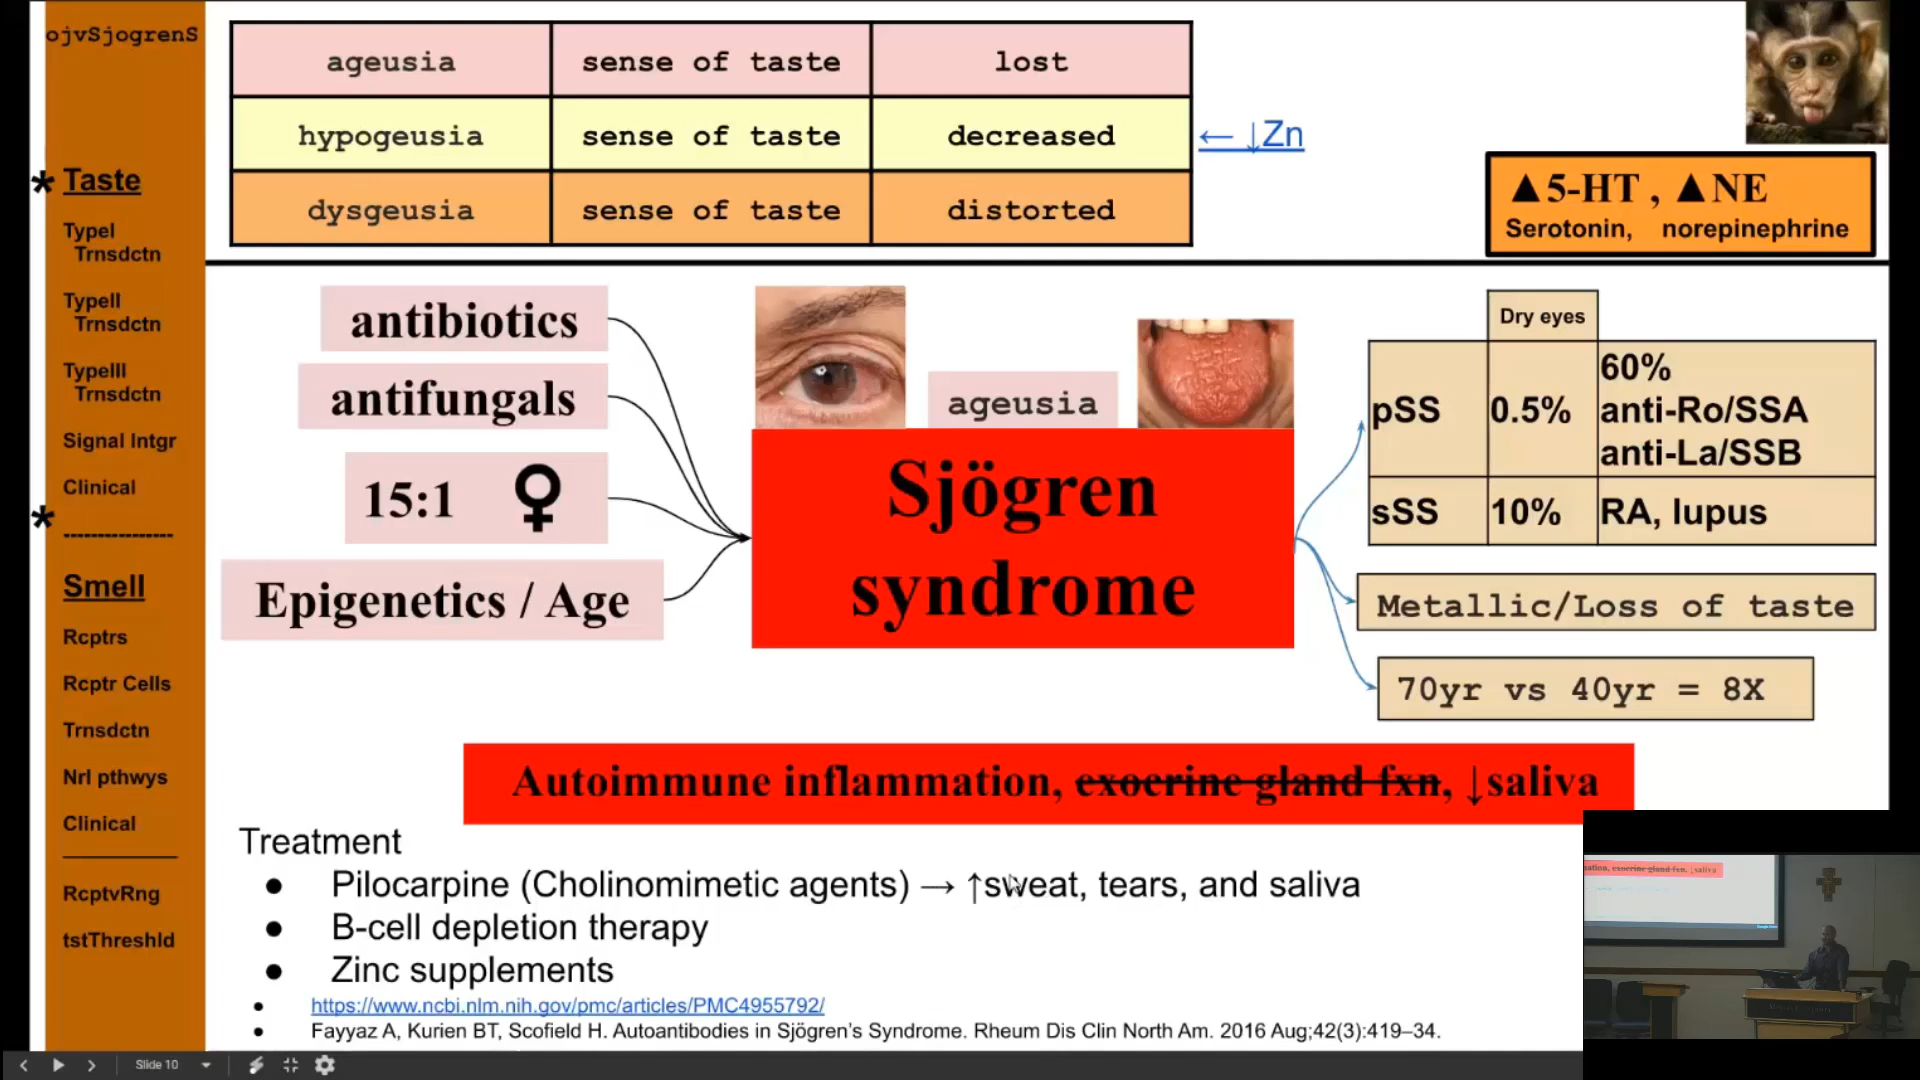 ojvSjogrenS
* Taste
TypeI
Trnsdctn
TypeII
Trnsdctn
TypeIII
Trnsdctn
Signal Intgr
Clinical
*
----------------
Smell
Rcptrs
Rcptr Cells
Trnsdctn
Nrl pthwys
Clinical
RcptvRng
tstThreshld
ageusia sense of taste lost
hypogeusia sense of taste decreased
← ↓Zn
dysgeusia sense of taste distorted
▲5-HT , ▲NE
Serotonin, norepinephrine
antibiotics
antifungals
15:1 ♀
Epigenetics / Age
ageusia
Sjögren
syndrome
Dry eyes
pSS 0.5% 60%
anti-Ro/SSA
anti-La/SSB
sSS 10% RA, lupus
Metallic/Loss of taste
70yr vs 40yr = 8X
Autoimmune inflammation, exocrine gland fxn, ↓saliva
Treatment
● Pilocarpine (Cholinomimetic agents) → ↑sweat, tears, and saliva
● B-cell depletion therapy
● Zinc supplements
● https://www.ncbi.nlm.nih.gov/pmc/articles/PMC4955792/
● Fayyaz A, Kurien BT, Scofield H. Autoantibodies in Sjögren's Syndrome. Rheum Dis Clin North Am. 2016 Aug;42(3):419–34.
Slide 10
exocrine gland fxn, ↓saliva